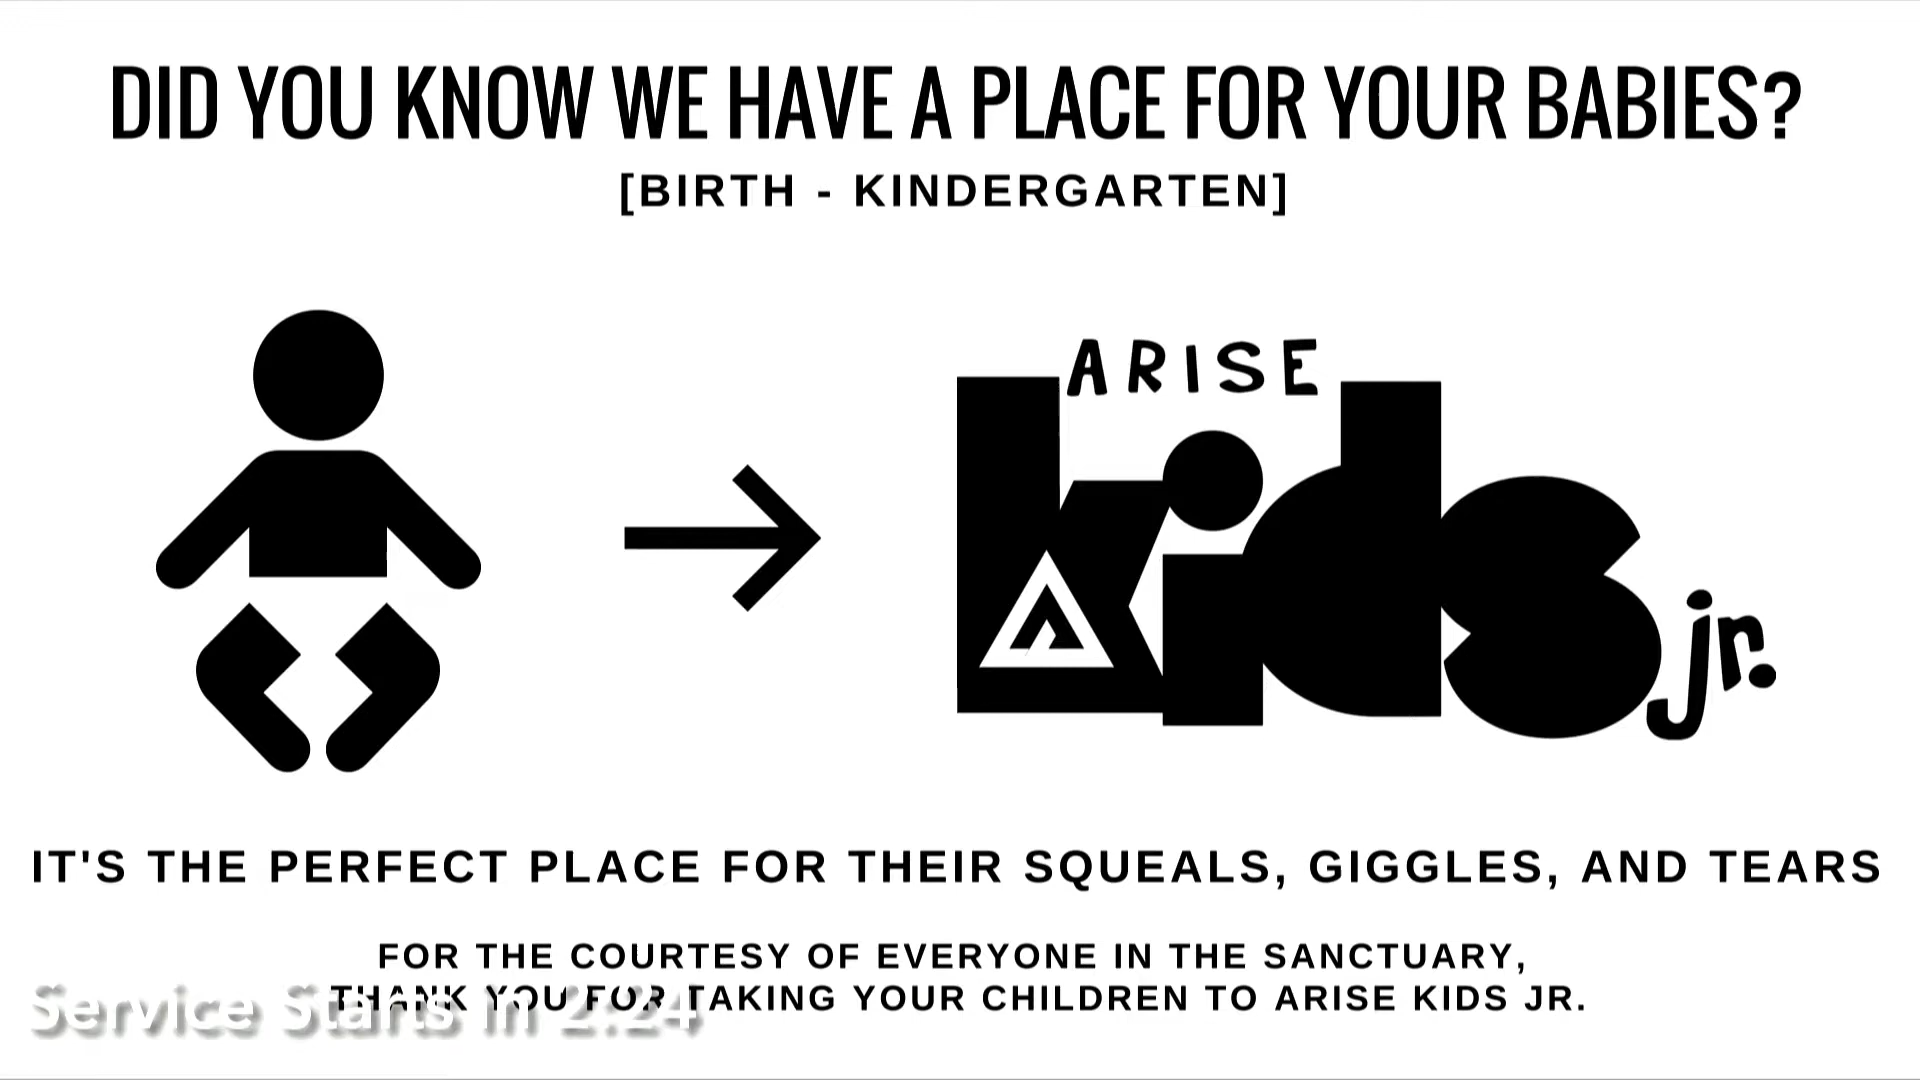 DID YOU KNOW WE HAVE A PLACE FOR YOUR BABIES?
[BIRTH - KINDERGARTEN]
ARISE
kids jr.
IT'S THE PERFECT PLACE FOR THEIR SQUEALS, GIGGLES, AND TEARS
FOR THE COURTESY OF EVERYONE IN THE SANCTUARY,
THANK YOU FOR TAKING YOUR CHILDREN TO ARISE KIDS JR.
Service Starts in 2:24